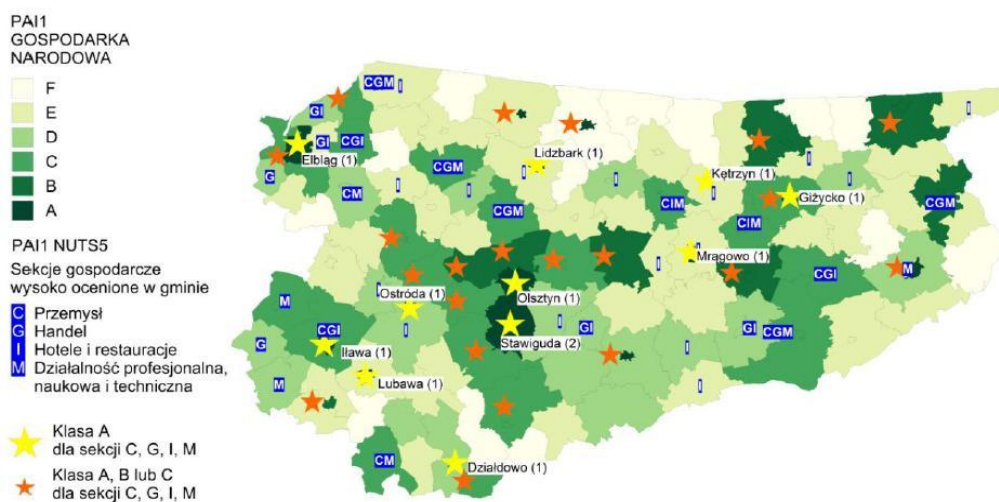 PAI1
GOSPODARKA
NARODOWA
F
E
D
C
B
A
PAI1 NUTS5
Sekcje gospodarcze
wysoko ocenione w gminie
C Przemysł
G Handel
I Hotele i restauracje
M Działalność profesjonalna,
naukowa i techniczna
Klasa A
dla sekcji C, G, I, M
Klasa A, B lub C
dla sekcji C, G, I, M
CGM
I
I
GI
GI
CGI
Elbląg (1)
Lidzbark (1)
I
I
G
CM
I
CGM
I
I
Kętrzyn (1)
I
I
CGM
CIM
Giżycko (1)
CGM
CIM
Mrągowo (1)
I
I
CGI
M
M
I
Ostróda (1)
Olsztyn (1)
G
CGI
I
Stawiguda (2)
I
GI
GI
CGM
Iława (1)
I
M
Lubawa (1)
I
CM
Działdowo (1)